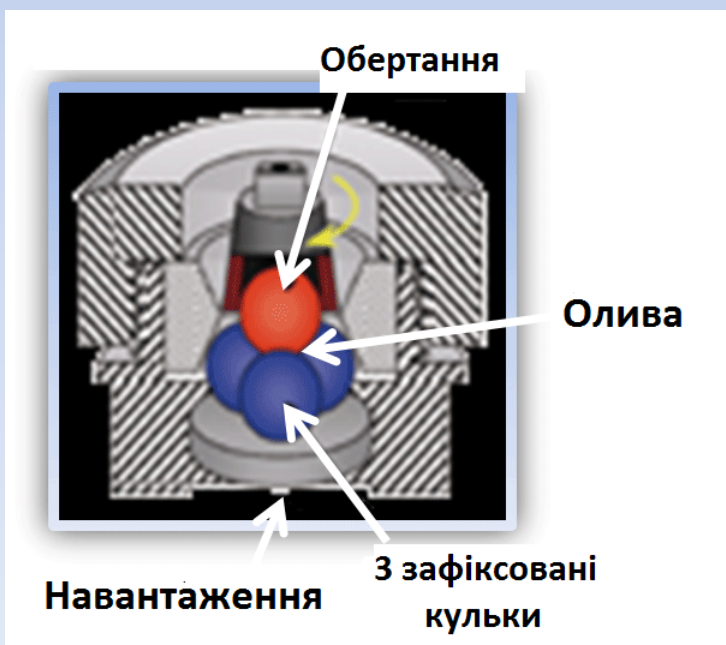 Обертання
Олива
Навантаження
3 зафіксовані
кульки